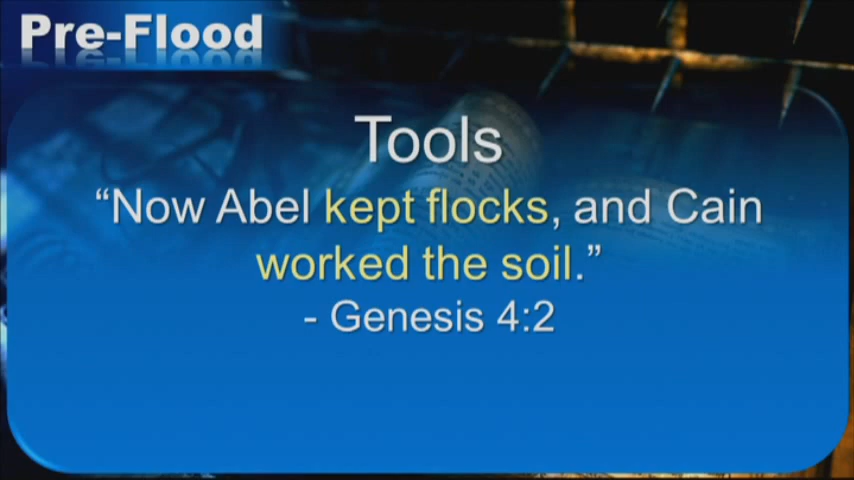 Pre-Flood
Tools
“Now Abel kept flocks, and Cain
worked the soil.”
- Genesis 4:2